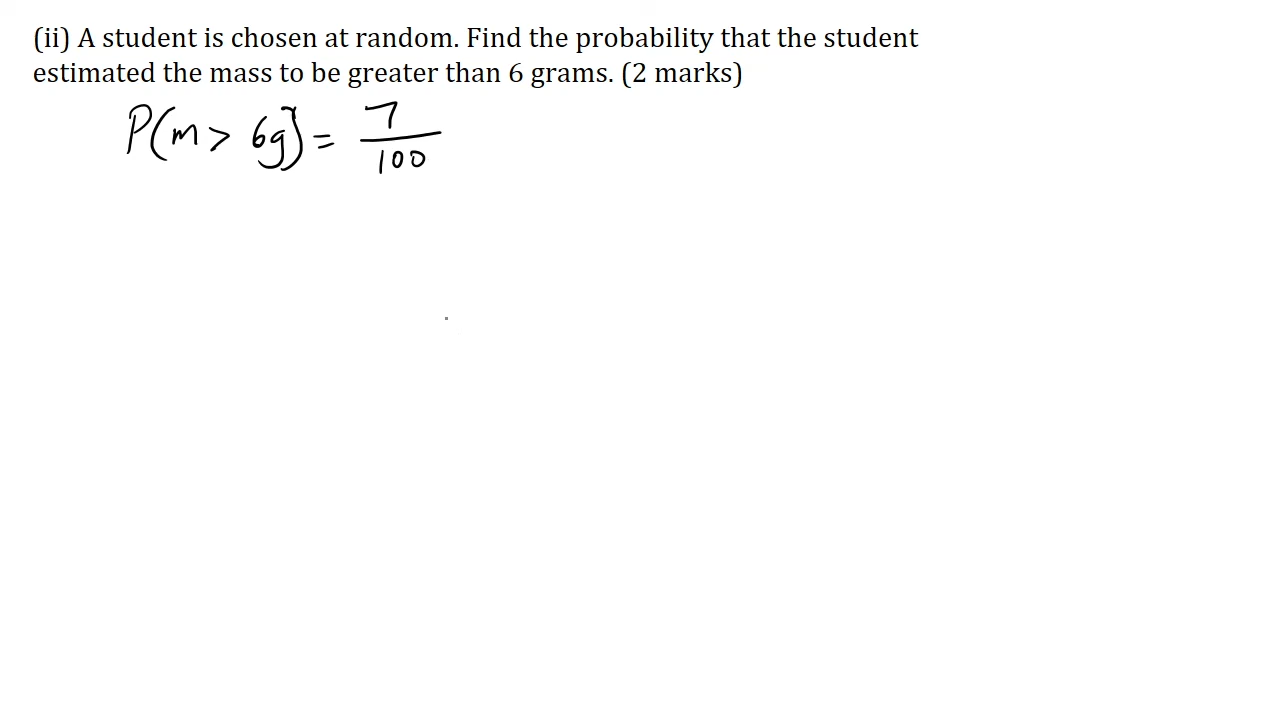 (ii) A student is chosen at random. Find the probability that the student
estimated the mass to be greater than 6 grams. (2 marks)
P(m > 6g) = 7/100